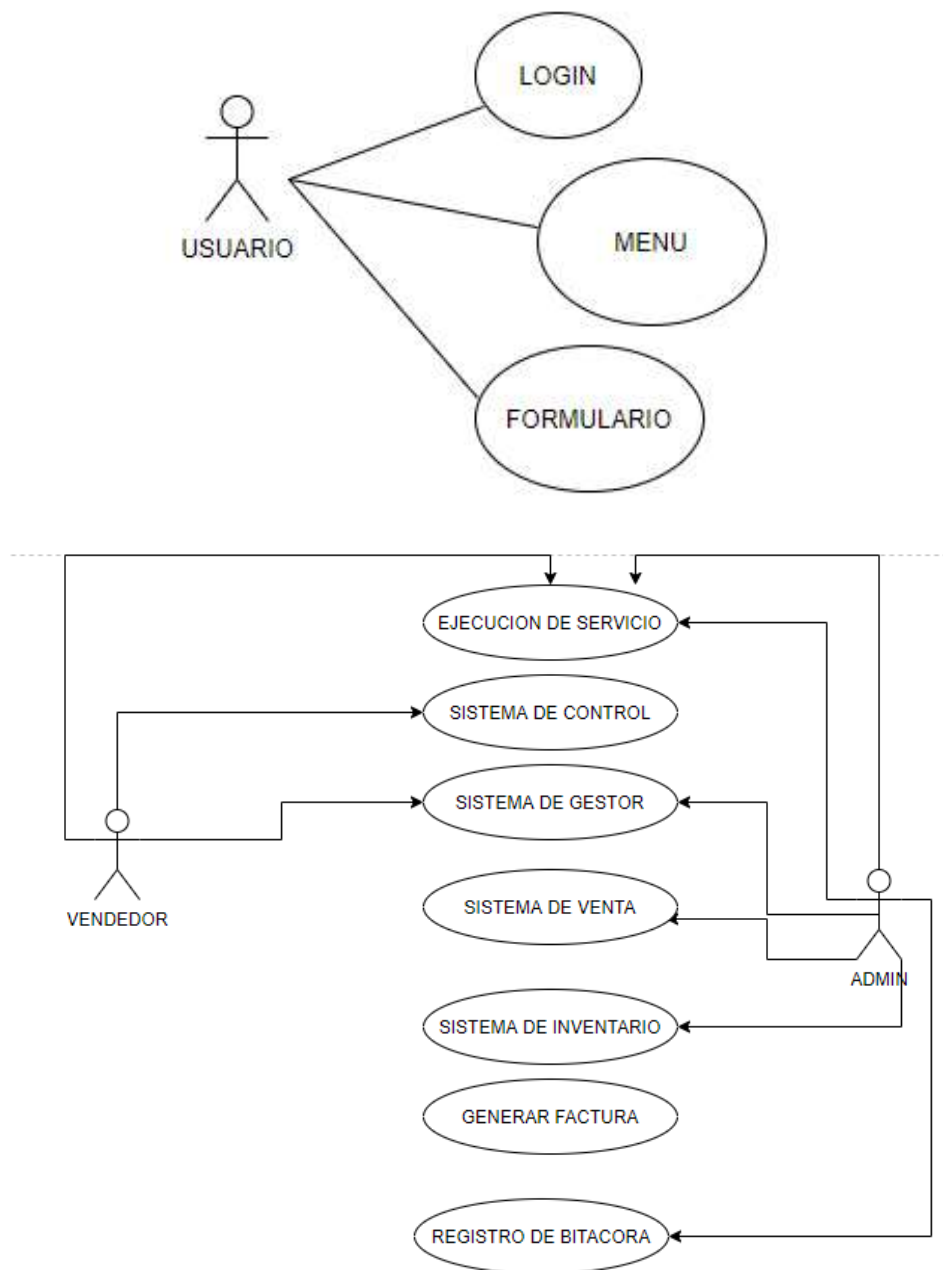 LOGIN
USUARIO
MENU
FORMULARIO
EJECUCION DE SERVICIO
SISTEMA DE CONTROL
SISTEMA DE GESTOR
VENDEDOR
SISTEMA DE VENTA
ADMIN
SISTEMA DE INVENTARIO
GENERAR FACTURA
REGISTRO DE BITACORA